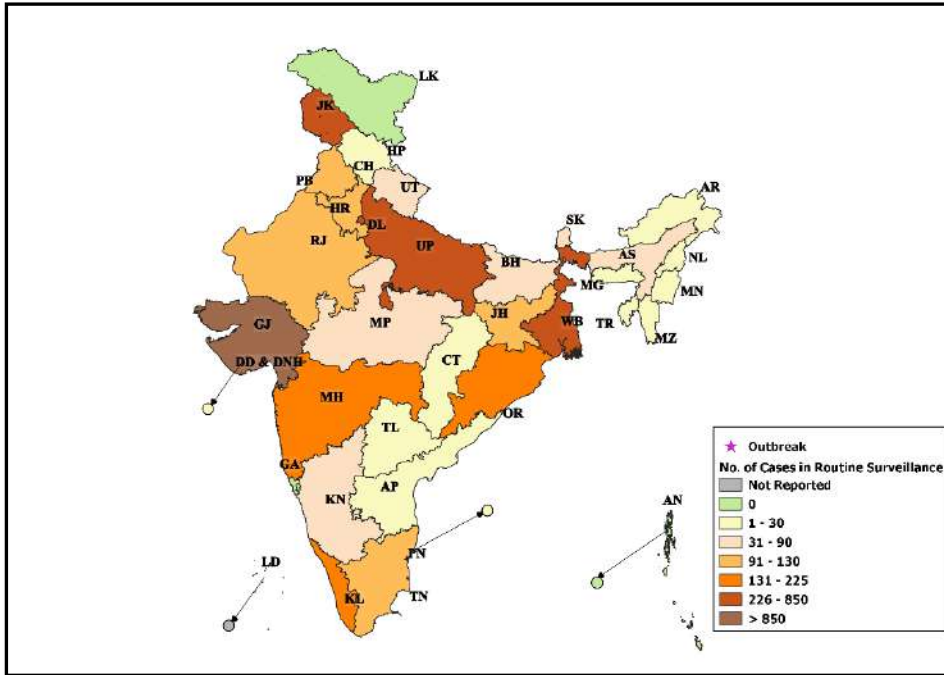 LK
JK
HP
CH
PB
UT
AR
HR
DL
SK
RJ
UP
BH
AS
NL
MG
MN
GJ
MP
JH
WB
TR
MZ
DD & DNH
CT
MH
OR
TL
GA
AP
KN
AN
LD
PN
KL
TN
Outbreak
No. of Cases in Routine Surveillance
Not Reported
0
1 - 30
31 - 90
91 - 130
131 - 225
226 - 850
> 850